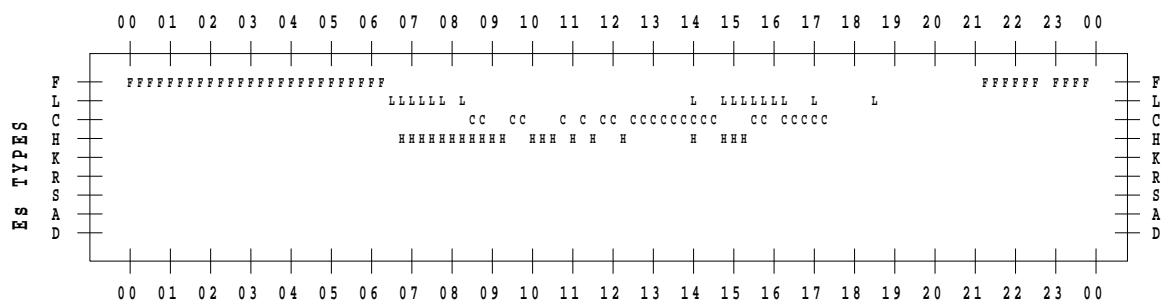 00 01 02 03 04 05 06 07 08 09 10 11 12 13 14 15 16 17 18 19 20 21 22 23 00
F FFFFFFFFFFFFFFFFFFFFFFFFFF FFFFFF FFFF F
L LLLLLL L L LLLLLLL L L L
C CC CC C C CC CCCCCCCCC CC CCCCC C
H HHHHHHHHHHH HHH H H H H HHH H
K K
R R
S S
A A
D D
Es TYPES
00 01 02 03 04 05 06 07 08 09 10 11 12 13 14 15 16 17 18 19 20 21 22 23 00